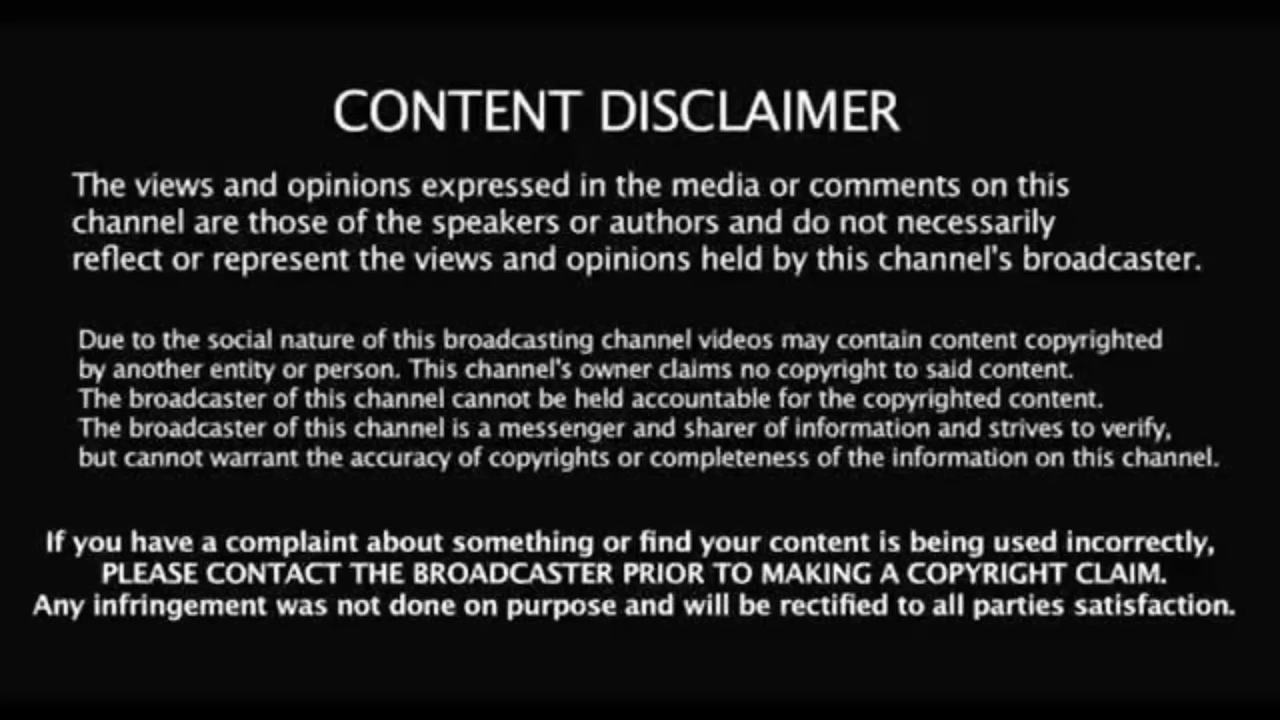 CONTENT DISCLAIMER
The views and opinions expressed in the media or comments on this
channel are those of the speakers or authors and do not necessarily
reflect or represent the views and opinions held by this channel's broadcaster.
Due to the social nature of this broadcasting channel videos may contain content copyrighted
by another entity or person. This channel's owner claims no copyright to said content.
The broadcaster of this channel cannot be held accountable for the copyrighted content.
The broadcaster of this channel is a messenger and sharer of information and strives to verify,
but cannot warrant the accuracy of copyrights or completeness of the information on this channel.
If you have a complaint about something or find your content is being used incorrectly,
PLEASE CONTACT THE BROADCASTER PRIOR TO MAKING A COPYRIGHT CLAIM.
Any infringement was not done on purpose and will be rectified to all parties satisfaction.